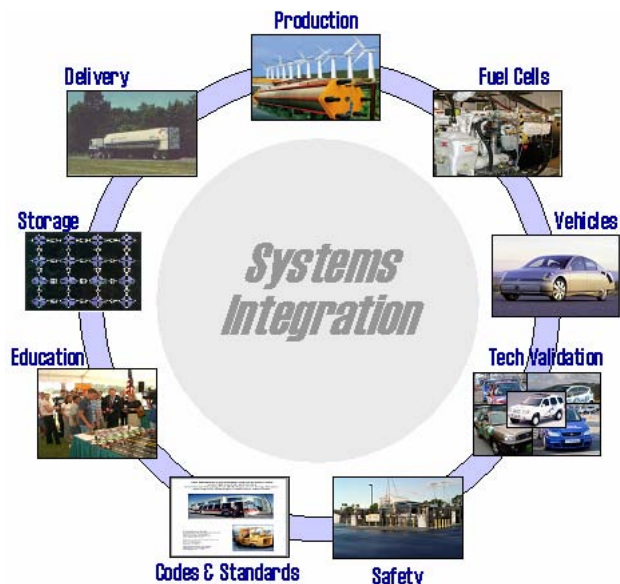 Production
Delivery
Fuel Cells
Storage
Vehicles
Systems
Integration
Education
Tech Validation
Codes & Standards
Safety